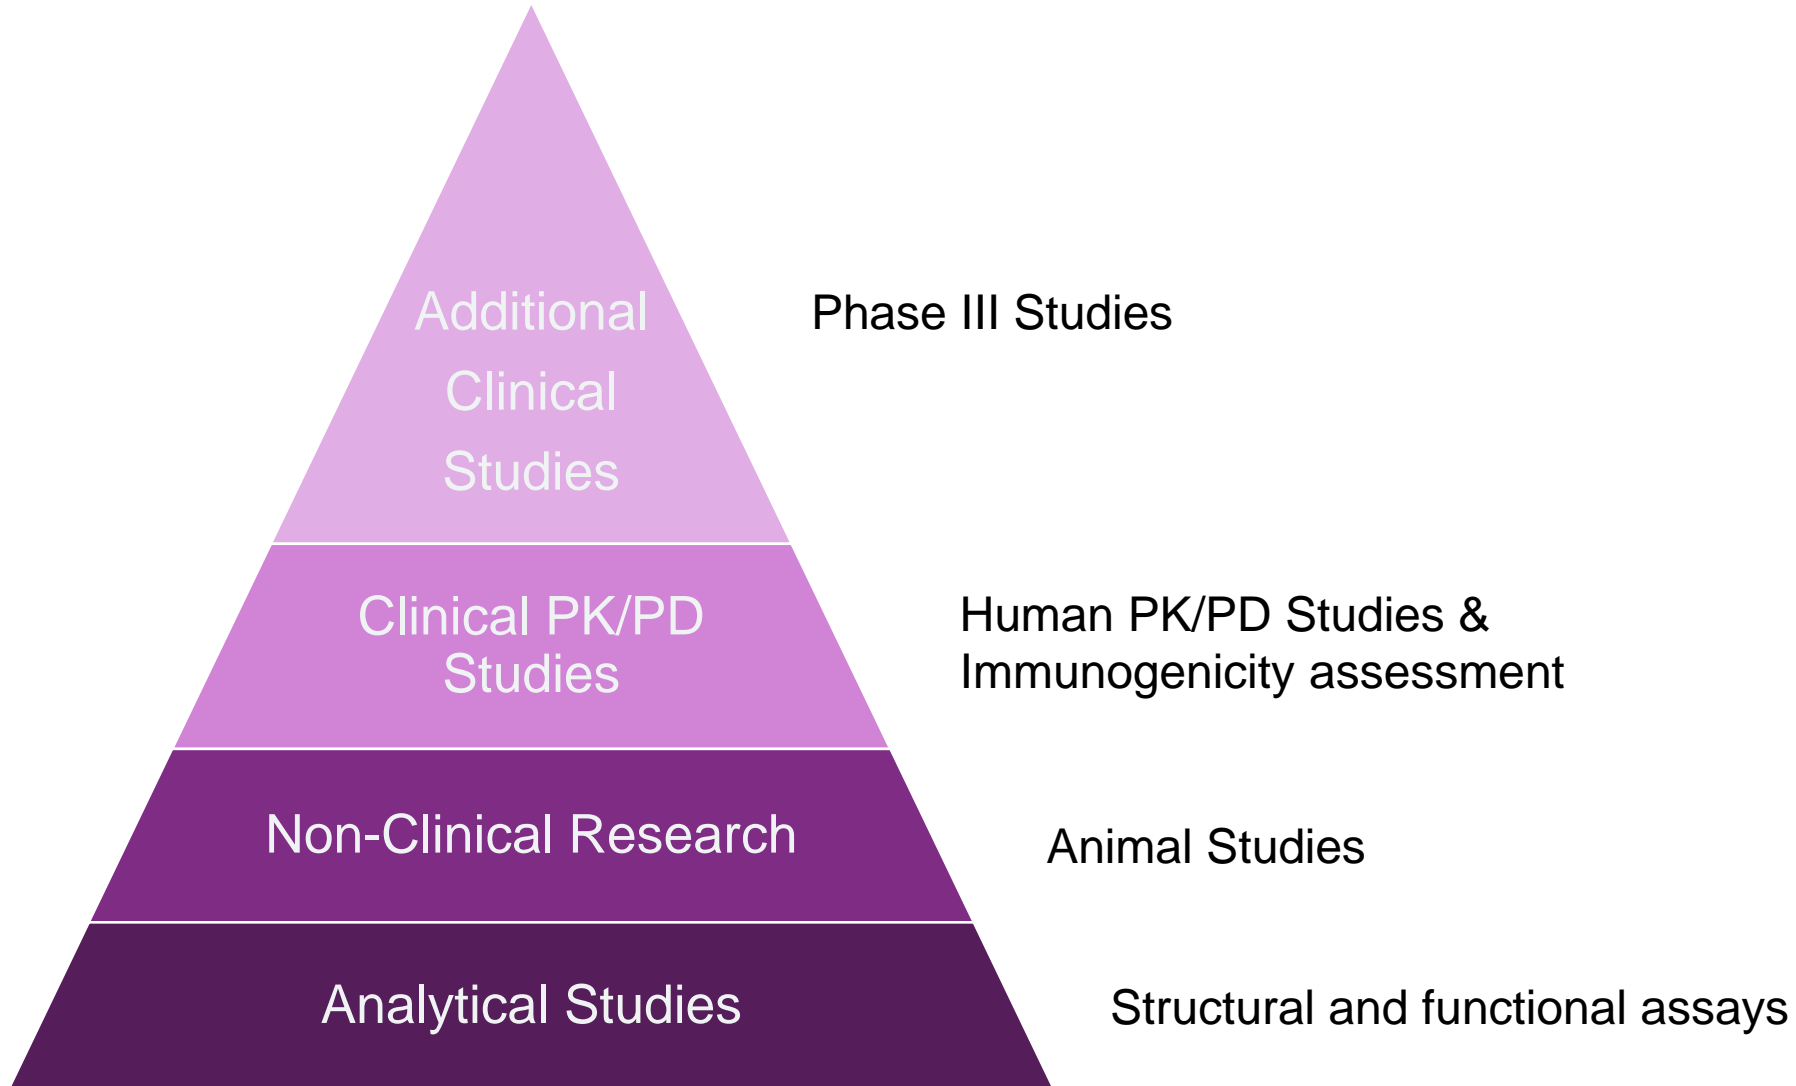 Additional
Clinical
Studies
Phase III Studies
Clinical PK/PD
Studies
Human PK/PD Studies &
Immunogenicity assessment
Non-Clinical Research
Animal Studies
Analytical Studies
Structural and functional assays